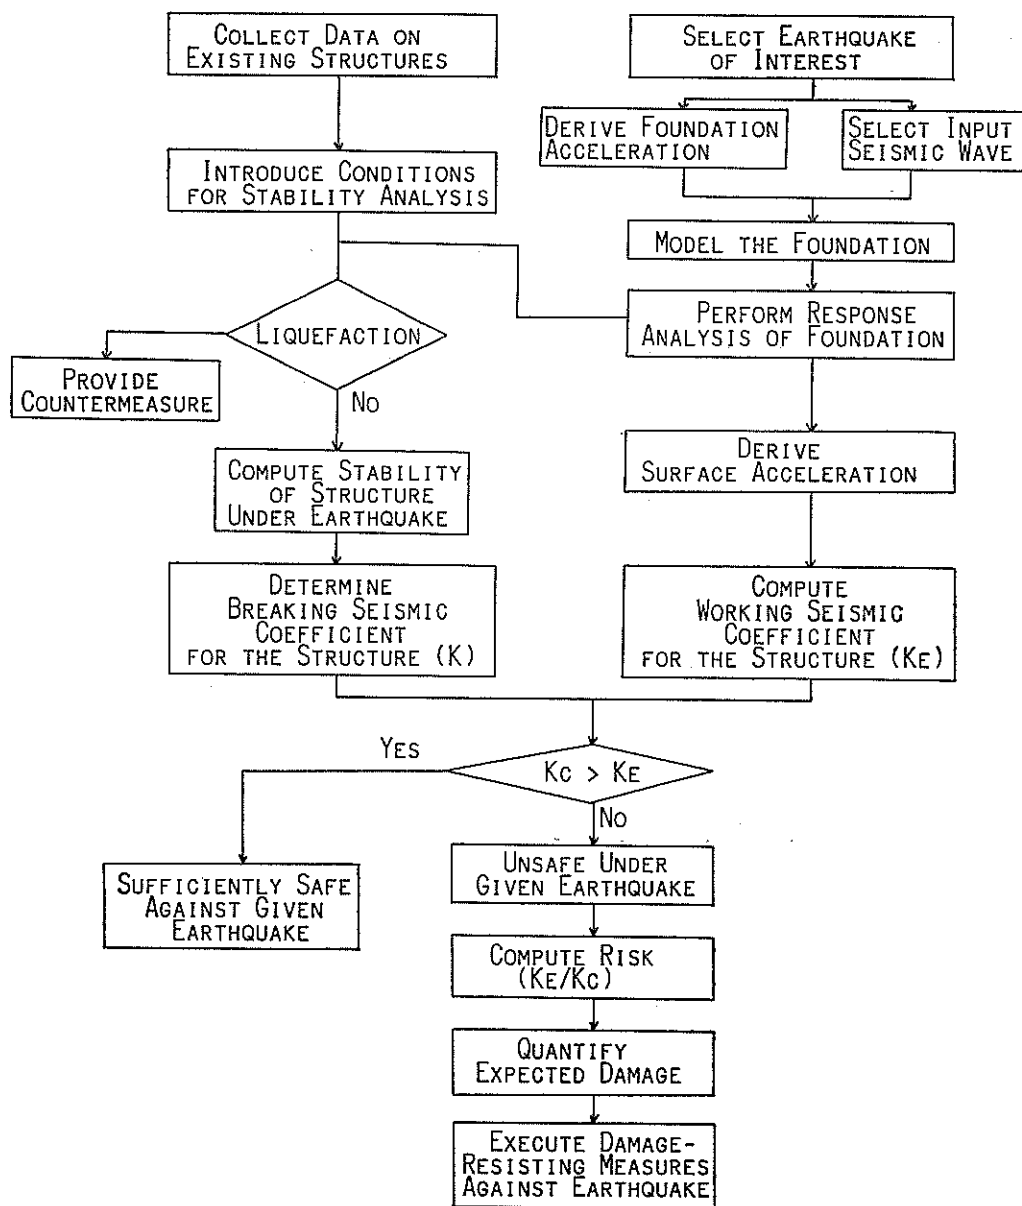 COLLECT DATA ON
EXISTING STRUCTURES
SELECT EARTHQUAKE
OF INTEREST
DERIVE FOUNDATION
ACCELERATION
SELECT INPUT
SEISMIC WAVE
INTRODUCE CONDITIONS
FOR STABILITY ANALYSIS
MODEL THE FOUNDATION
LIQUEFACTION
PERFORM RESPONSE
ANALYSIS OF FOUNDATION
PROVIDE
COUNTERMEASURE
NO
COMPUTE STABILITY
OF STRUCTURE
UNDER EARTHQUAKE
DERIVE
SURFACE ACCELERATION
DETERMINE
BREAKING SEISMIC
COEFFICIENT
FOR THE STRUCTURE (K)
COMPUTE
WORKING SEISMIC
COEFFICIENT
FOR THE STRUCTURE (KE)
YES
KC > KE
NO
SUFFICIENTLY SAFE
AGAINST GIVEN
EARTHQUAKE
UNSAFE UNDER
GIVEN EARTHQUAKE
COMPUTE RISK
(KE/KC)
QUANTIFY
EXPECTED DAMAGE
EXECUTE DAMAGE-
RESISTING MEASURES
AGAINST EARTHQUAKE